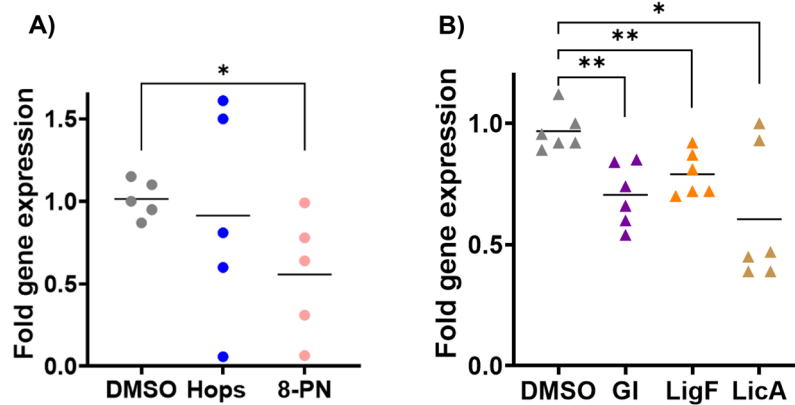 A)
Fold gene expression
1.5
1.0
0.5
0.0
*
DMSO Hops 8-PN
B)
Fold gene expression
1.0
0.5
0.0
*
**
**
DMSO GI LigF LicA